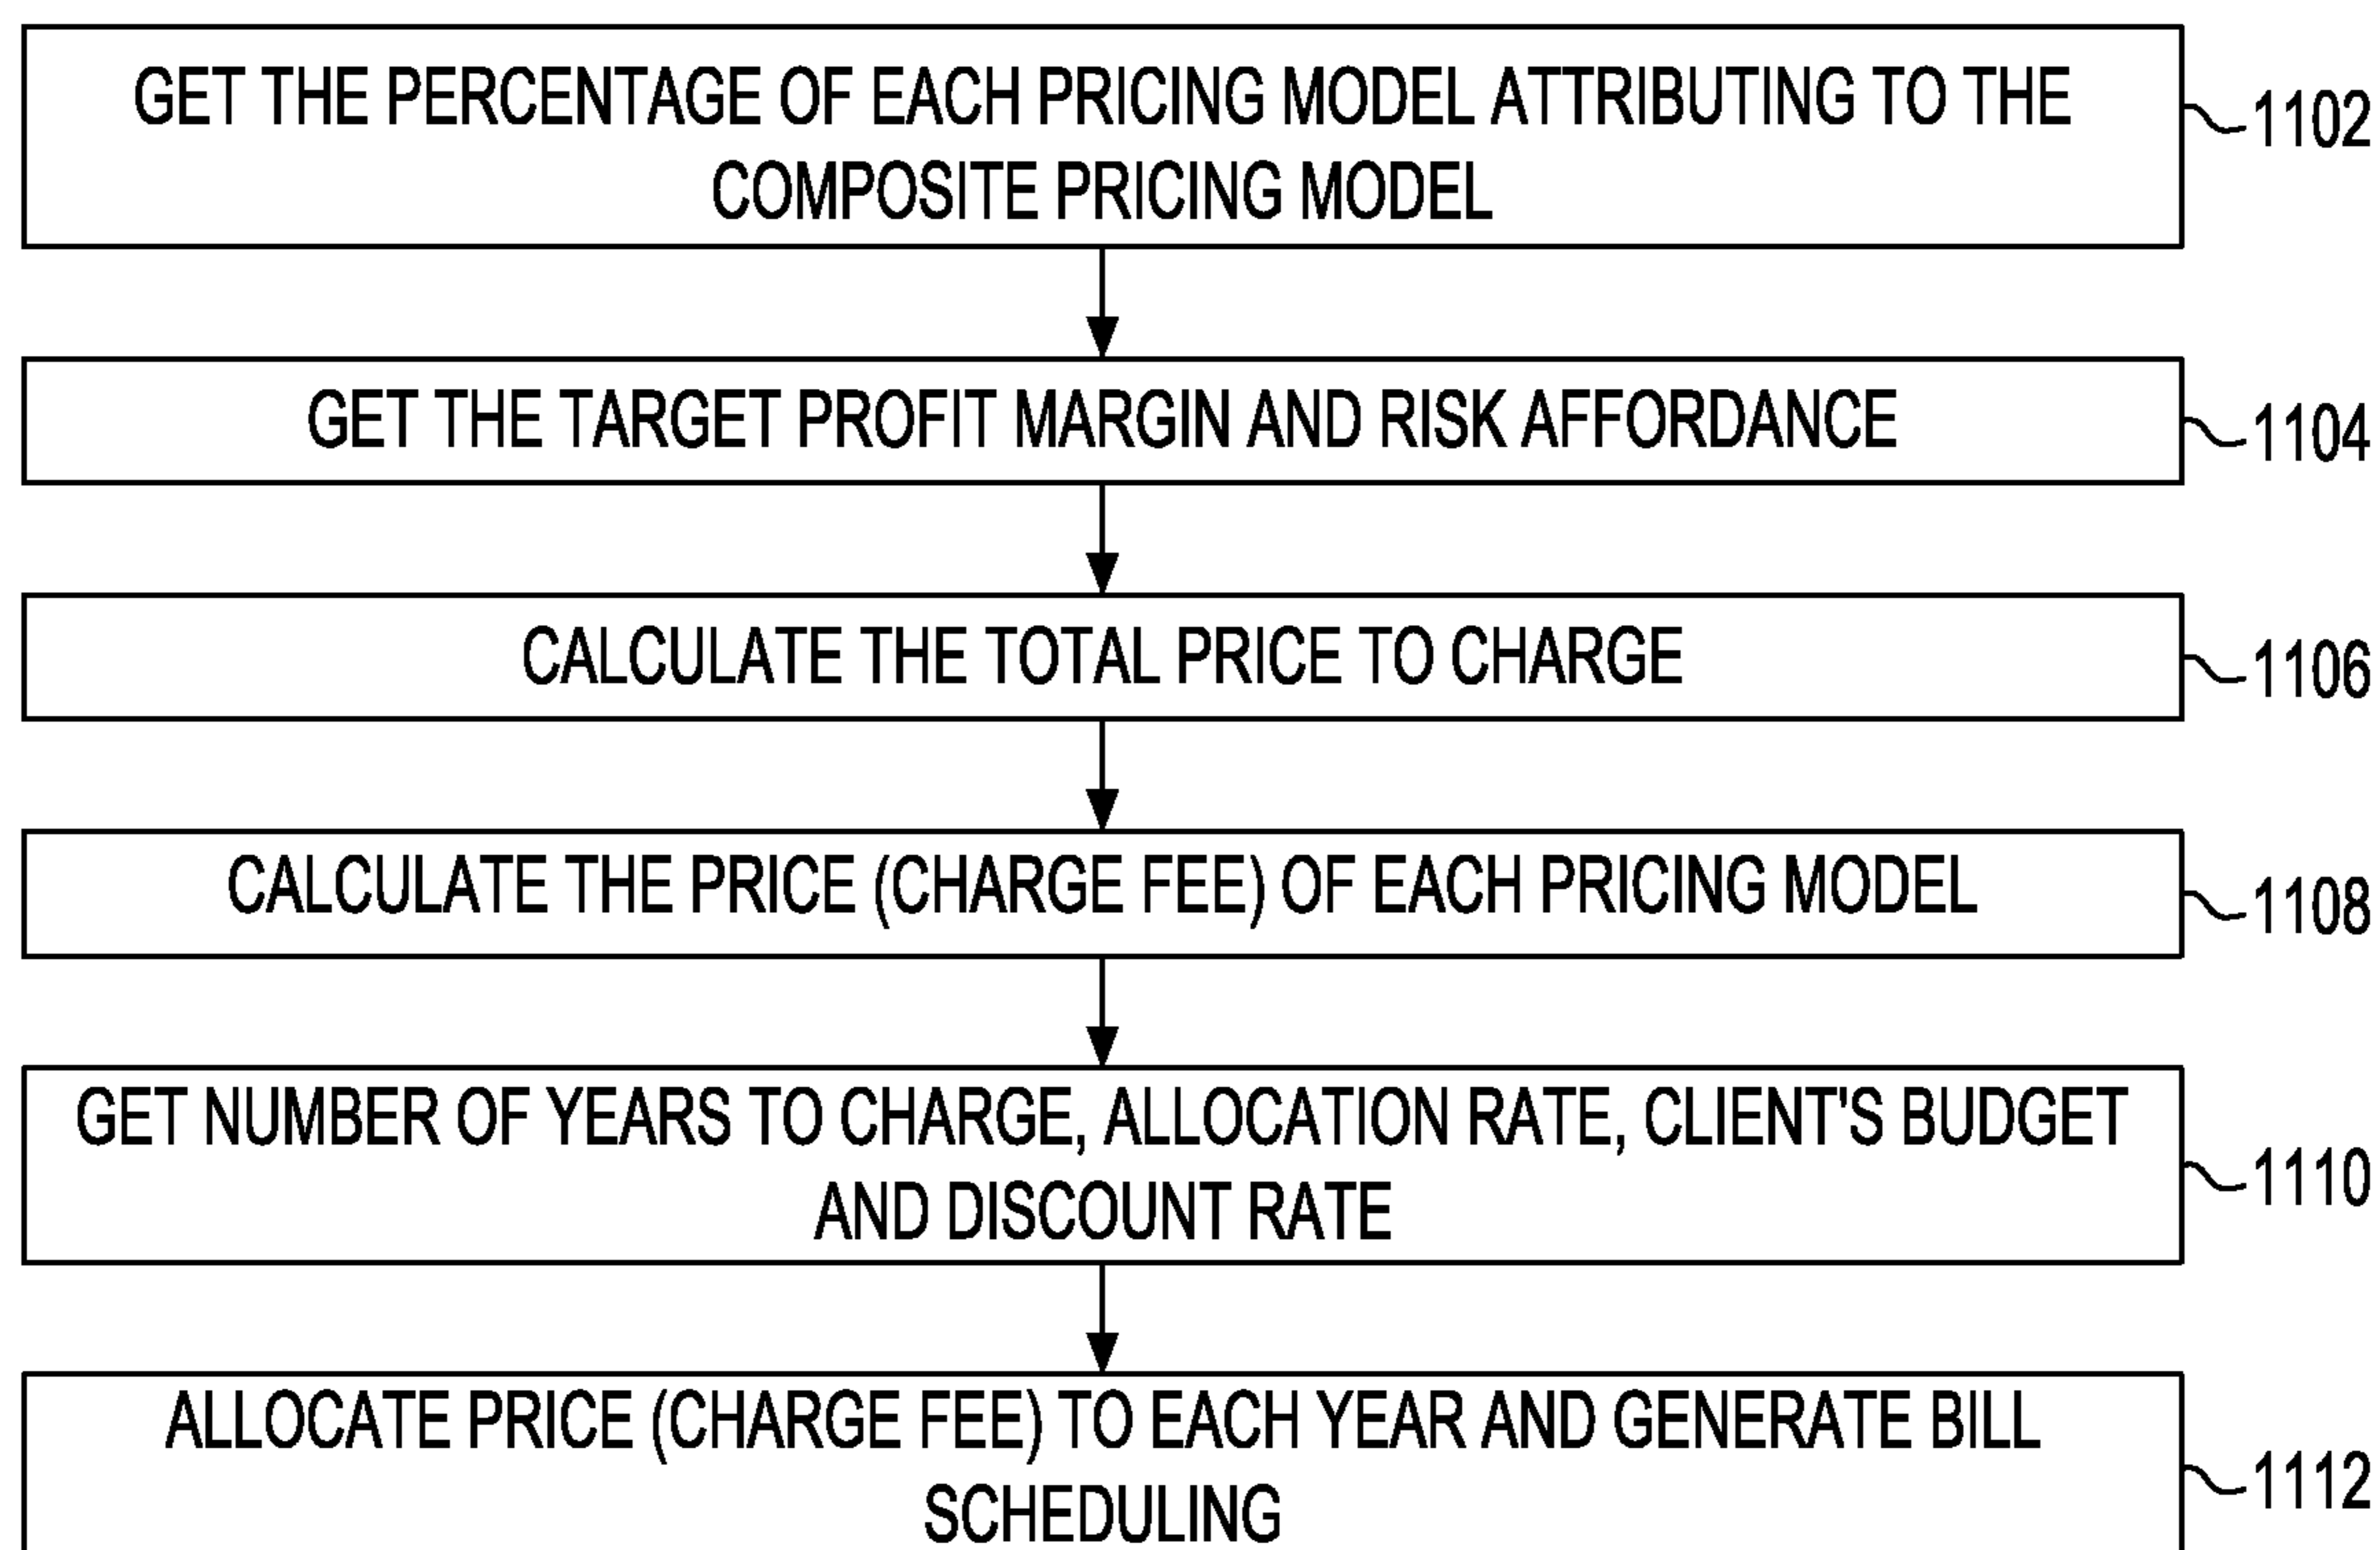 GET THE PERCENTAGE OF EACH PRICING MODEL ATTRIBUTING TO THE
COMPOSITE PRICING MODEL
1102
GET THE TARGET PROFIT MARGIN AND RISK AFFORDANCE
1104
CALCULATE THE TOTAL PRICE TO CHARGE
1106
CALCULATE THE PRICE (CHARGE FEE) OF EACH PRICING MODEL
1108
GET NUMBER OF YEARS TO CHARGE, ALLOCATION RATE, CLIENT'S BUDGET
AND DISCOUNT RATE
1110
ALLOCATE PRICE (CHARGE FEE) TO EACH YEAR AND GENERATE BILL
SCHEDULING
1112